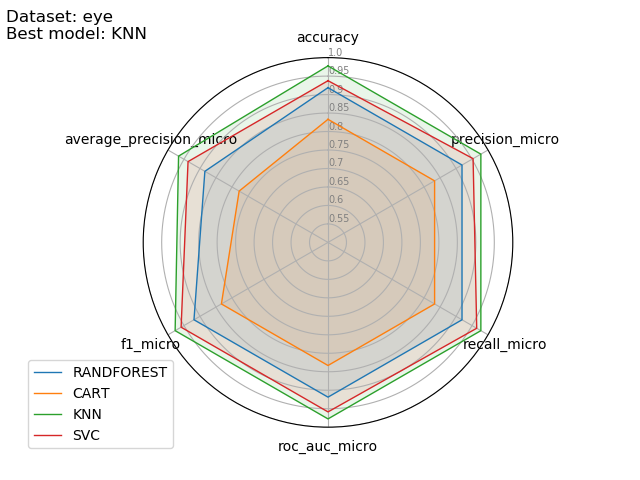 Dataset: eye
Best model: KNN
accuracy
1.0
0.95
0.9
0.85
0.8
0.75
0.7
0.65
0.6
0.55
average_precision_micro
precision_micro
f1_micro
recall_micro
roc_auc_micro
RANDFOREST
CART
KNN
SVC